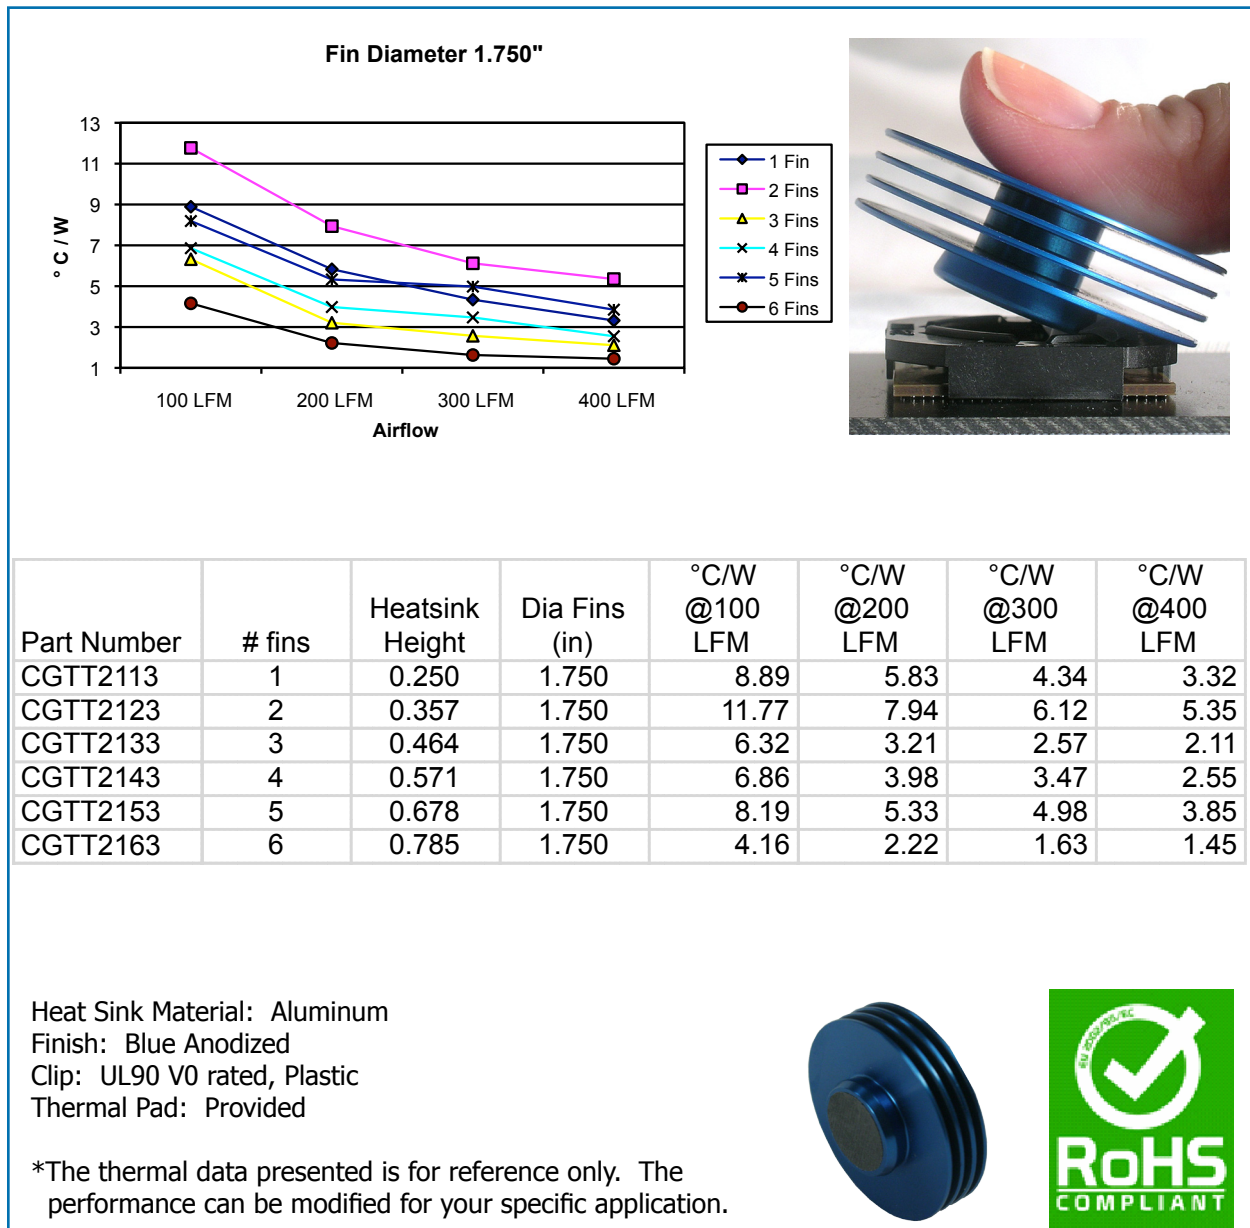 Fin Diameter 1.750"
° C / W
13
11
9
7
5
3
1
100 LFM 200 LFM 300 LFM 400 LFM
Airflow
1 Fin
2 Fins
3 Fins
4 Fins
5 Fins
6 Fins
Part Number # fins Heatsink Height Dia Fins (in) °C/W @100 LFM °C/W @200 LFM °C/W @300 LFM °C/W @400 LFM
CGTT2113 1 0.250 1.750 8.89 5.83 4.34 3.32
CGTT2123 2 0.357 1.750 11.77 7.94 6.12 5.35
CGTT2133 3 0.464 1.750 6.32 3.21 2.57 2.11
CGTT2143 4 0.571 1.750 6.86 3.98 3.47 2.55
CGTT2153 5 0.678 1.750 8.19 5.33 4.98 3.85
CGTT2163 6 0.785 1.750 4.16 2.22 1.63 1.45
Heat Sink Material: Aluminum
Finish: Blue Anodized
Clip: UL90 V0 rated, Plastic
Thermal Pad: Provided
*The thermal data presented is for reference only. The
performance can be modified for your specific application.
EU 2002/95/EC
RoHS
COMPLIANT